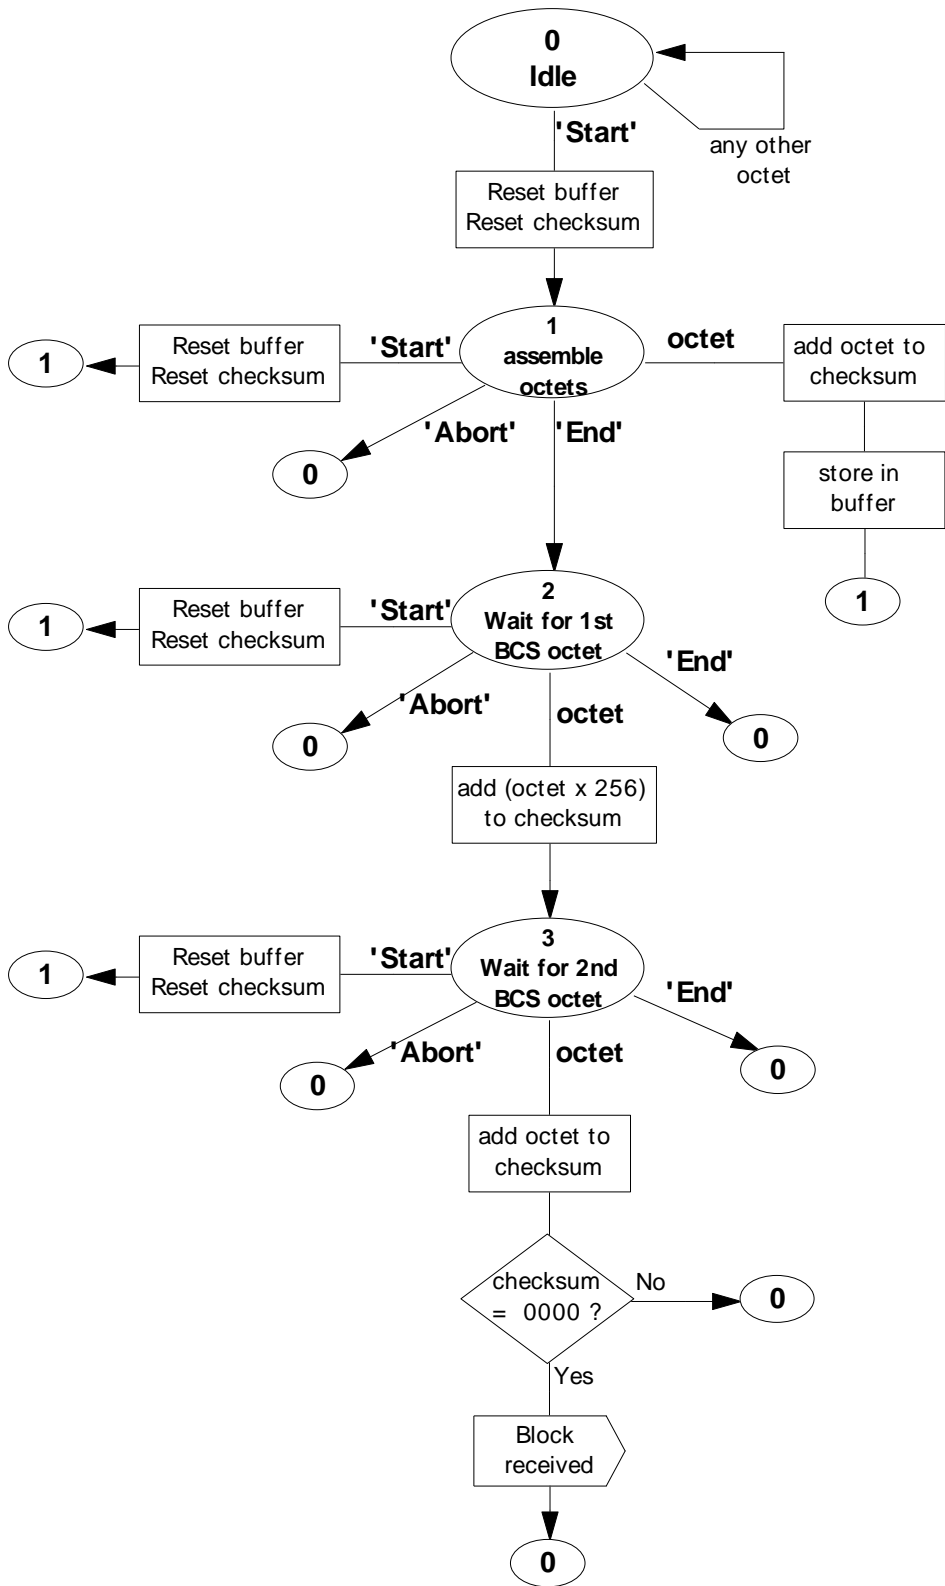 0
Idle
'Start'
any other
octet
Reset buffer
Reset checksum
1
assemble
octets
'Start'
Reset buffer
Reset checksum
1
octet
add octet to
checksum
'Abort'
'End'
0
store in
buffer
1
2
Wait for 1st
BCS octet
'Start'
Reset buffer
Reset checksum
1
'End'
'Abort'
octet
0
0
add (octet x 256)
to checksum
3
Wait for 2nd
BCS octet
'Start'
Reset buffer
Reset checksum
1
'End'
'Abort'
octet
0
0
add octet to
checksum
checksum
= 0000 ?
No
0
Yes
Block
received
0